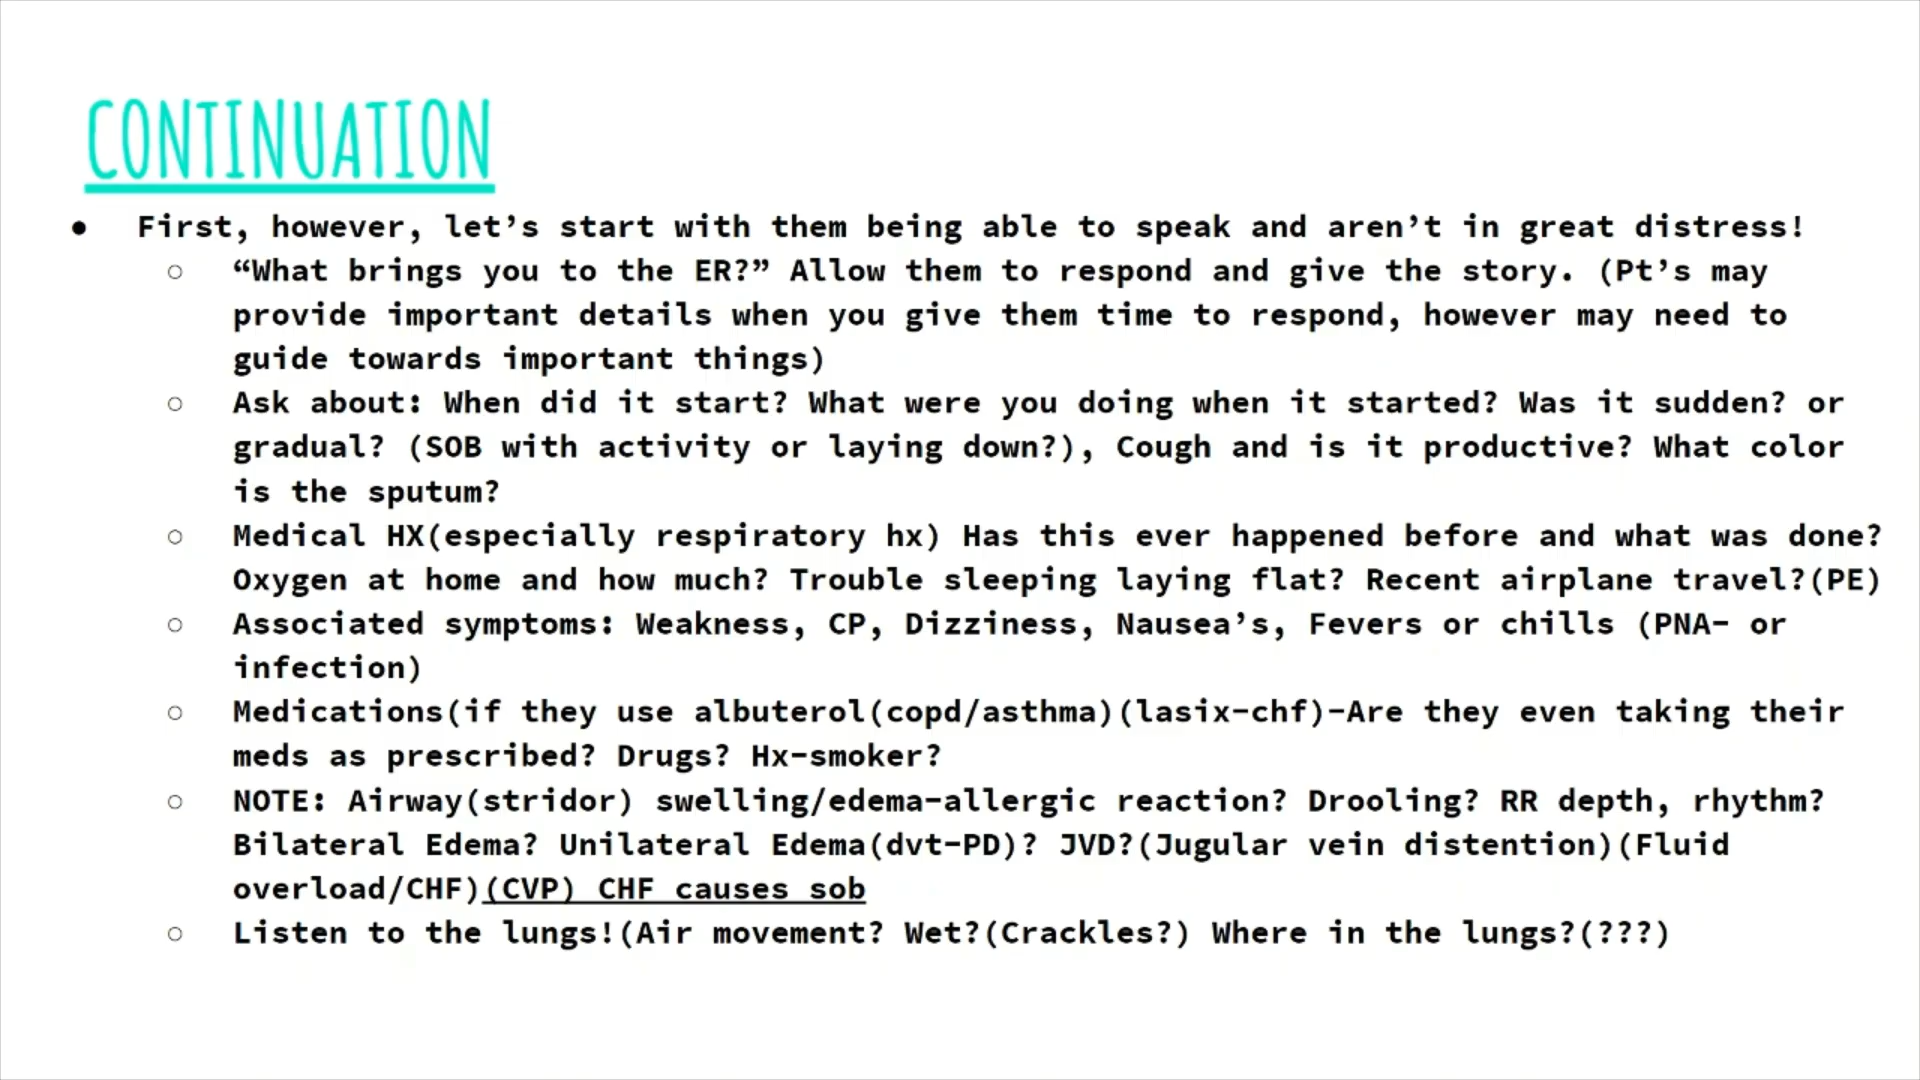 CONTINUATION
● First, however, let’s start with them being able to speak and aren’t in great distress!
○ “What brings you to the ER?” Allow them to respond and give the story. (Pt’s may
provide important details when you give them time to respond, however may need to
guide towards important things)
○ Ask about: When did it start? What were you doing when it started? Was it sudden? or
gradual? (SOB with activity or laying down?), Cough and is it productive? What color
is the sputum?
○ Medical HX(especially respiratory hx) Has this ever happened before and what was done?
Oxygen at home and how much? Trouble sleeping laying flat? Recent airplane travel?(PE)
○ Associated symptoms: Weakness, CP, Dizziness, Nausea’s, Fevers or chills (PNA- or
infection)
○ Medications(if they use albuterol(copd/asthma)(lasix-chf)-Are they even taking their
meds as prescribed? Drugs? Hx-smoker?
○ NOTE: Airway(stridor) swelling/edema-allergic reaction? Drooling? RR depth, rhythm?
Bilateral Edema? Unilateral Edema(dvt-PD)? JVD?(Jugular vein distention)(Fluid
overload/CHF)(CVP) CHF causes sob
○ Listen to the lungs!(Air movement? Wet?(Crackles?) Where in the lungs?(???)